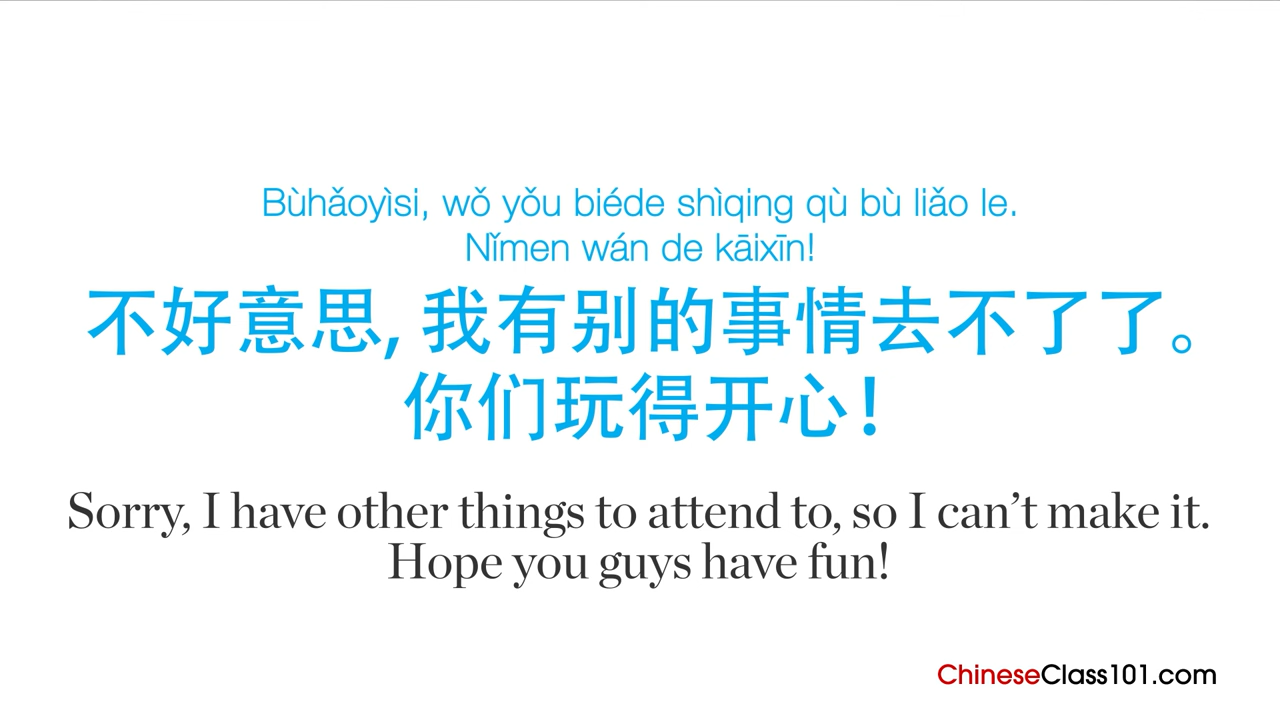 Bùhǎoyìsi, wǒ yǒu biéde shìqing qù bù liǎo le.
Nǐmen wán de kāixīn!
不好意思, 我有别的事情去不了了。
你们玩得开心!
Sorry, I have other things to attend to, so I can’t make it.
Hope you guys have fun!
ChineseClass101.com